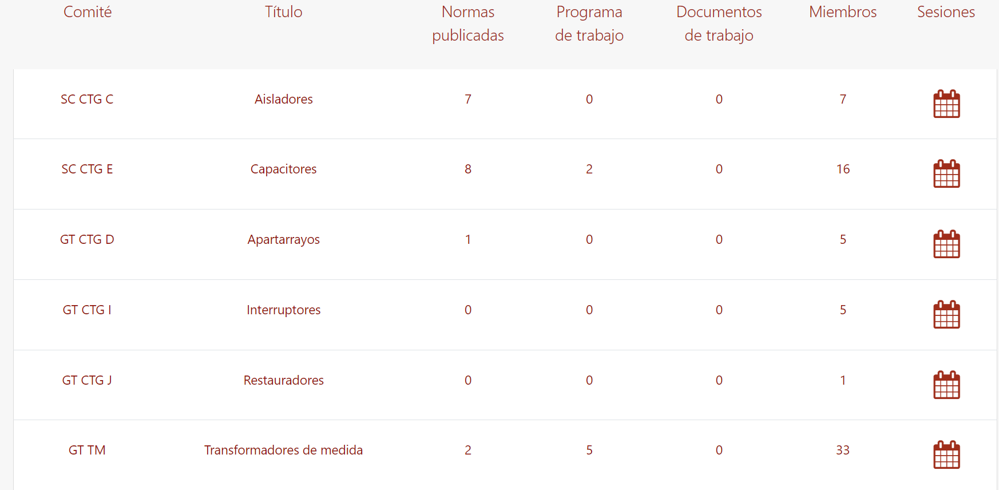 Comité Título Normas publicadas Programa de trabajo Documentos de trabajo Miembros Sesiones
SC CTG C Aisladores 7 0 0 7
SC CTG E Capacitores 8 2 0 16
GT CTG D Apartarrayos 1 0 0 5
GT CTG I Interruptores 0 0 0 5
GT CTG J Restauradores 0 0 0 1
GT TM Transformadores de medida 2 5 0 33